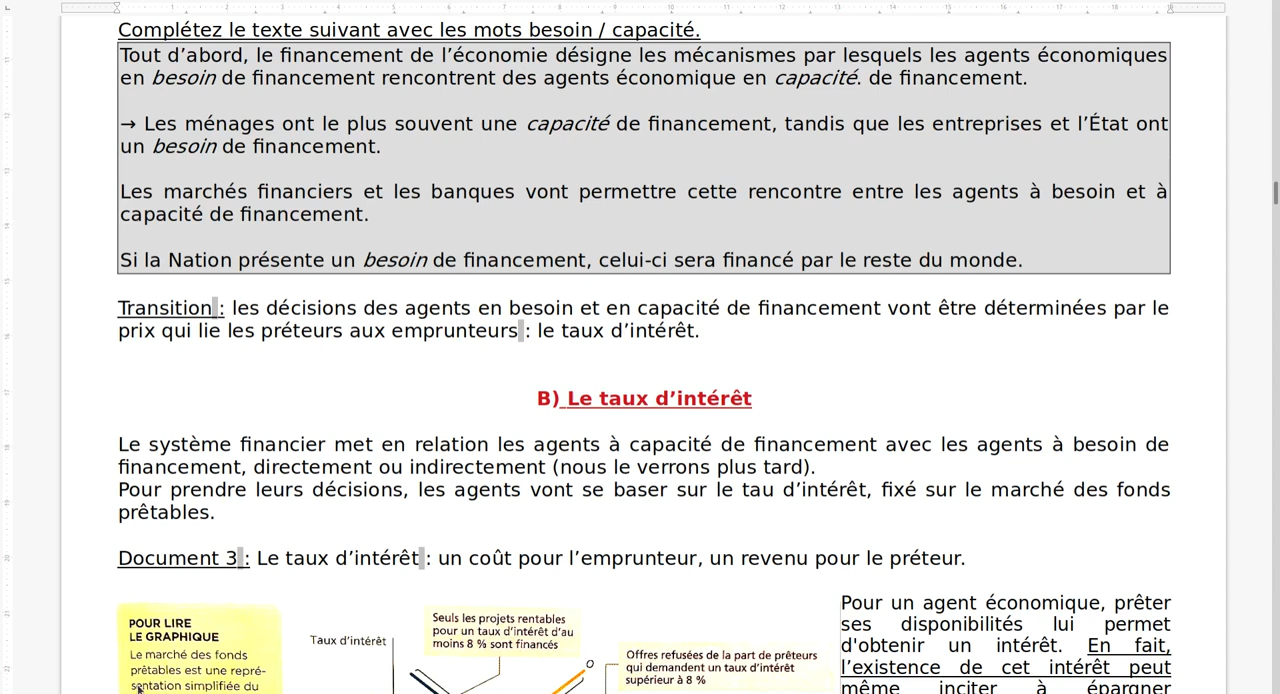 Complétez le texte suivant avec les mots besoin / capacité.
Tout d’abord, le financement de l’économie désigne les mécanismes par lesquels les agents économiques
en besoin de financement rencontrent des agents économique en capacité. de financement.
→ Les ménages ont le plus souvent une capacité de financement, tandis que les entreprises et l’État ont
un besoin de financement.
Les marchés financiers et les banques vont permettre cette rencontre entre les agents à besoin et à
capacité de financement.
Si la Nation présente un besoin de financement, celui-ci sera financé par le reste du monde.
Transition : les décisions des agents en besoin et en capacité de financement vont être déterminées par le
prix qui lie les préteurs aux emprunteurs : le taux d’intérêt.
B) Le taux d’intérêt
Le système financier met en relation les agents à capacité de financement avec les agents à besoin de
financement, directement ou indirectement (nous le verrons plus tard).
Pour prendre leurs décisions, les agents vont se baser sur le tau d’intérêt, fixé sur le marché des fonds
prêtables.
Document 3 : Le taux d’intérêt : un coût pour l’emprunteur, un revenu pour le préteur.
POUR LIRE
LE GRAPHIQUE
Le marché des fonds
prêtables est une repré-
sentation simplifiée du
Taux d’intérêt
Seuls les projets rentables
pour un taux d’intérêt d’au
moins 8 % sont financés
O
Offres refusées de la part de prêteurs
qui demandent un taux d’intérêt
supérieur à 8 %
Pour un agent économique, prêter
ses disponibilités lui permet
d'obtenir un intérêt. En fait,
l’existence de cet intérêt peut
même inciter à épargner